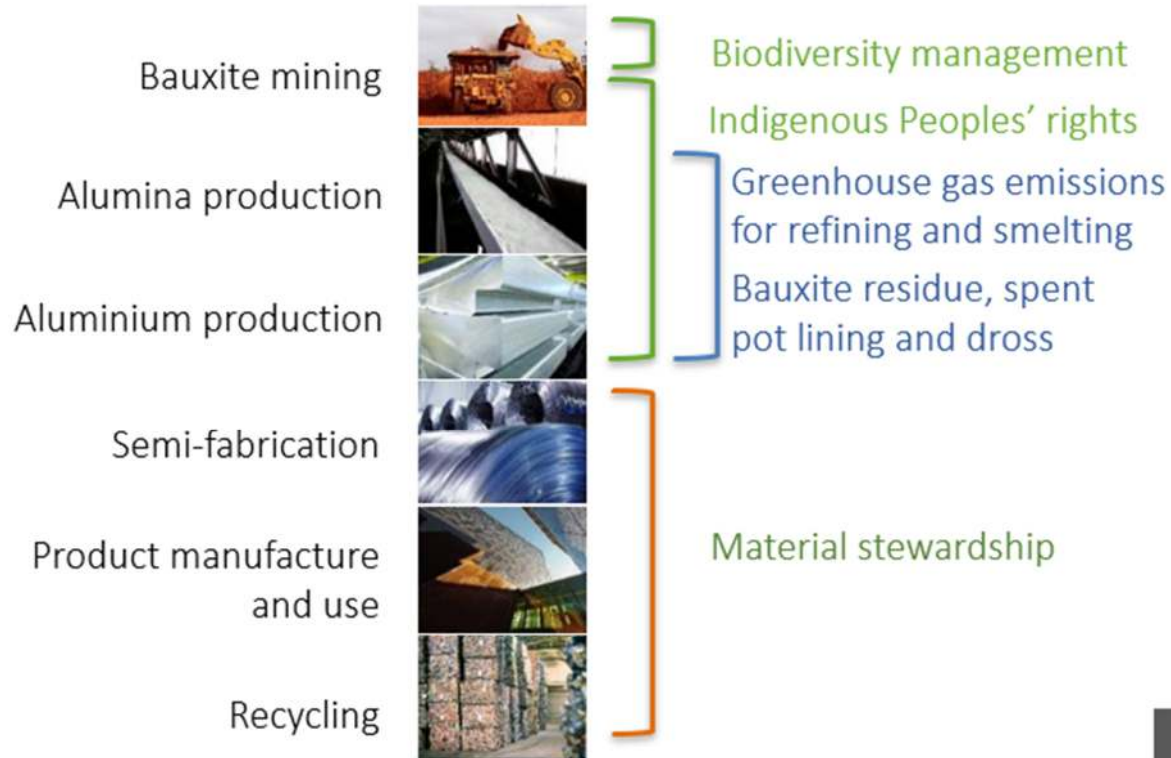 Bauxite mining
Alumina production
Aluminium production
Semi-fabrication
Product manufacture
and use
Recycling
Biodiversity management
Indigenous Peoples’ rights
Greenhouse gas emissions
for refining and smelting
Bauxite residue, spent
pot lining and dross
Material stewardship